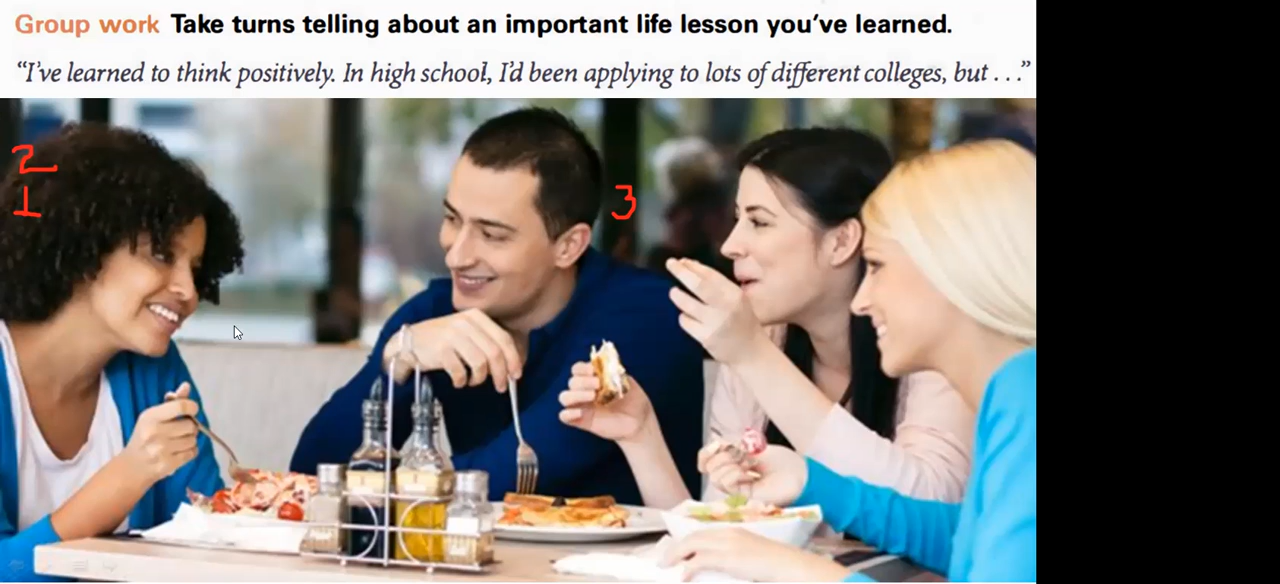 Group work Take turns telling about an important life lesson you've learned.
“I've learned to think positively. In high school, I'd been applying to lots of different colleges, but . . .”
2
1
3